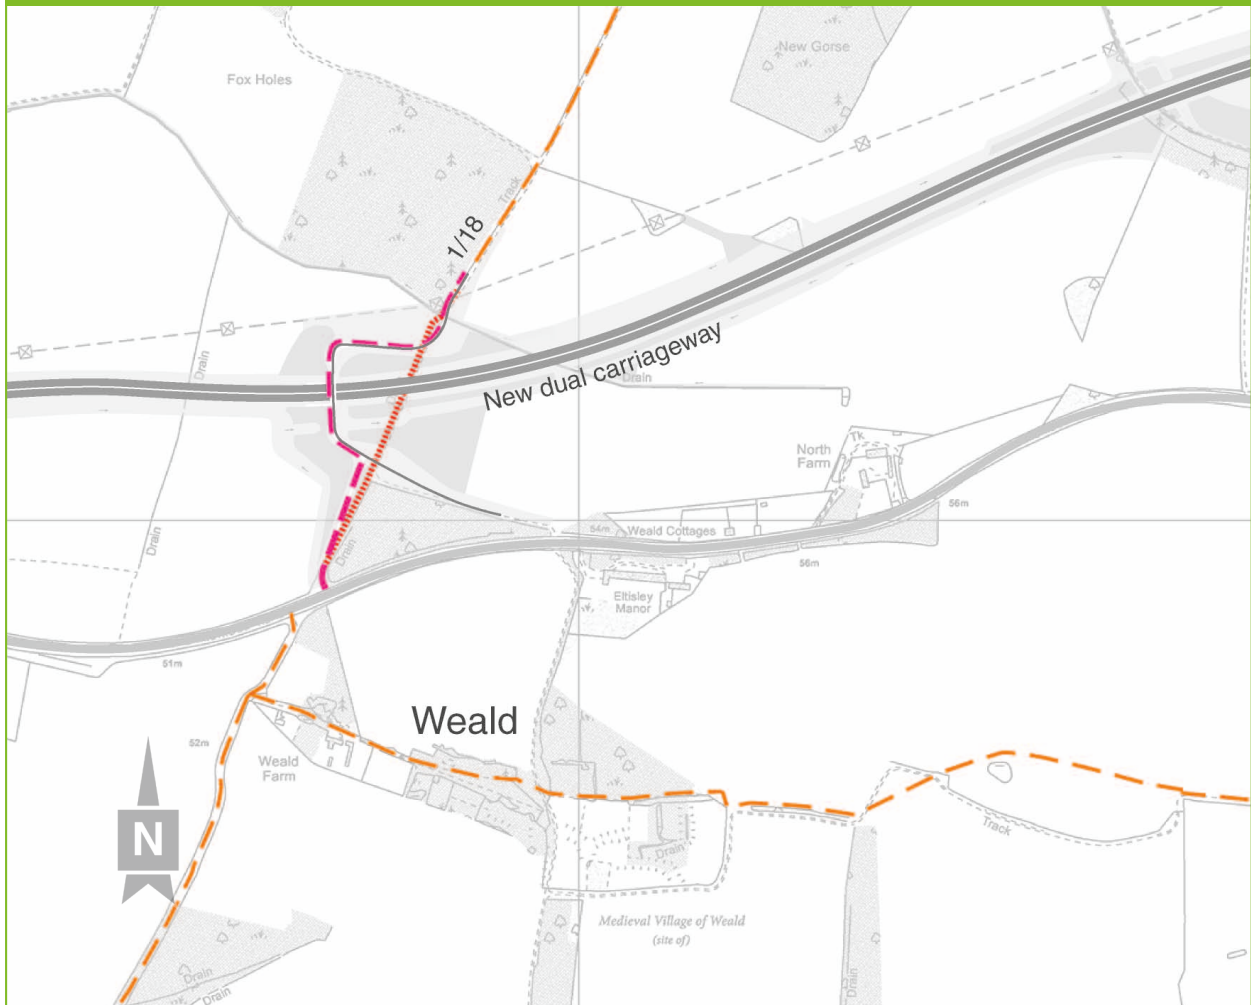 New Gorse
Fox Holes
Track
1/18
Drain
New dual carriageway
Drain
North
Farm
Tk
56m
54m
Weald Cottages
Drain
Drain
56m
Eltisley
Manor
51m
Weald
52m
Weald
Farm
N
Track
Drain
Medieval Village of Weald
(site of)
Drain
Drain
Drain